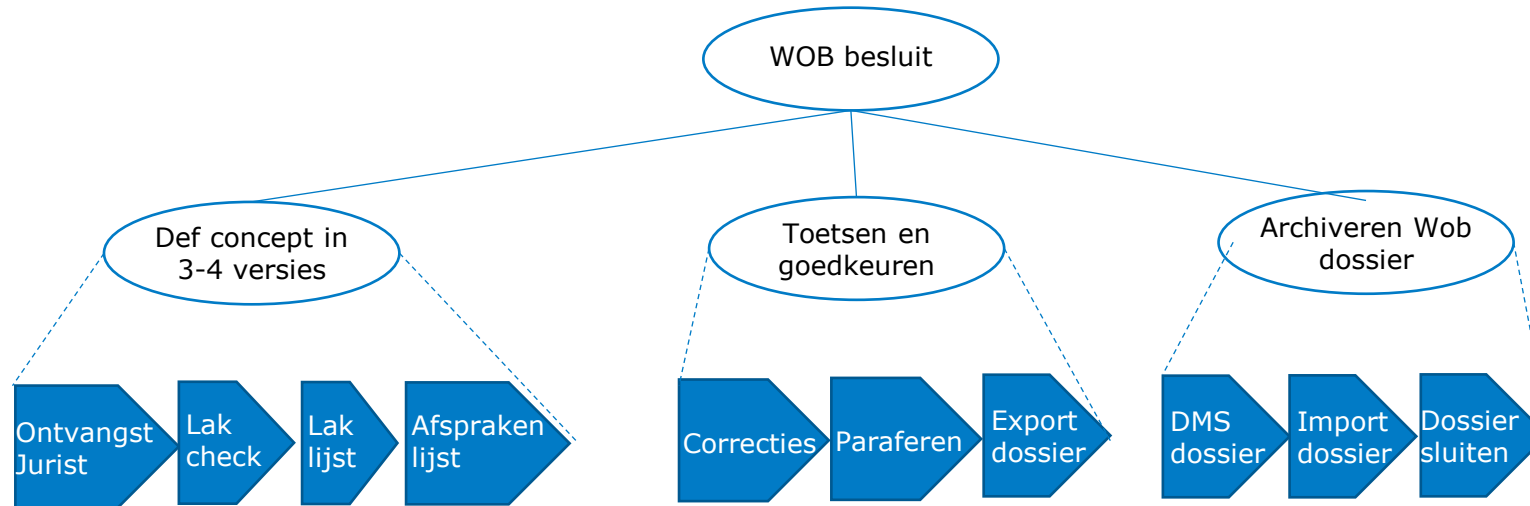 WOB besluit
Def concept in
3-4 versies
Toetsen en
goedkeuren
Archiveren Wob
dossier
Ontvangst
Jurist
Lak
check
Lak
lijst
Afspraken
lijst
Correcties
Paraferen
Export
dossier
DMS
dossier
Import
dossier
Dossier
sluiten